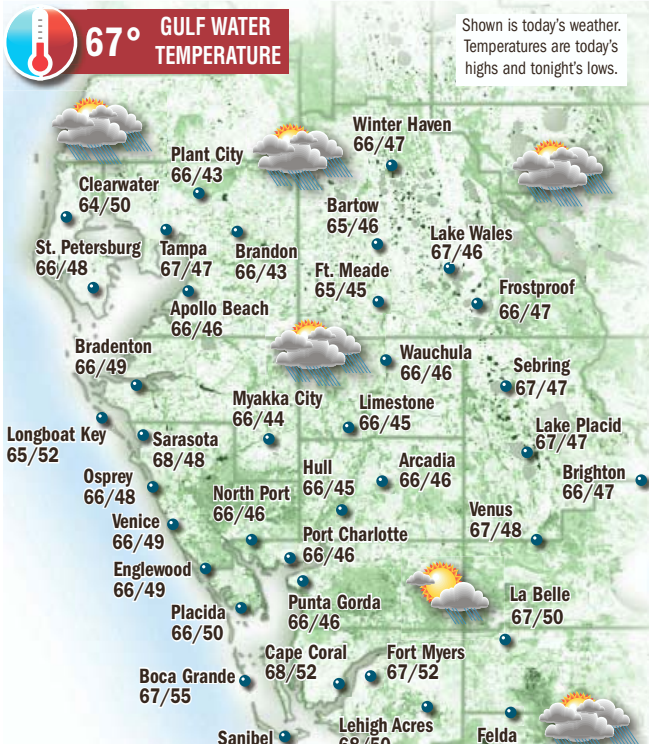 67° GULF WATER
TEMPERATURE
Shown is today's weather.
Temperatures are today's
highs and tonight's lows.
Winter Haven
66/47
Plant City
66/43
Clearwater
64/50
Bartow
65/46
Lake Wales
67/46
St. Petersburg
66/48
Tampa
67/47
Brandon
66/43
Ft. Meade
65/45
Frostproof
66/47
Apollo Beach
66/46
Bradenton
66/49
Wauchula
66/46
Sebring
67/47
Myakka City
66/44
Limestone
66/45
Longboat Key
65/52
Sarasota
68/48
Lake Placid
67/47
Osprey
66/48
North Port
66/46
Hull
66/45
Arcadia
66/46
Brighton
66/47
Venice
66/49
Venus
67/48
Port Charlotte
66/46
Englewood
66/49
Placida
66/50
Punta Gorda
66/46
La Belle
67/50
Cape Coral
68/52
Fort Myers
67/52
Boca Grande
67/55
Sanibel
Lehigh Acres
68/50
Felda